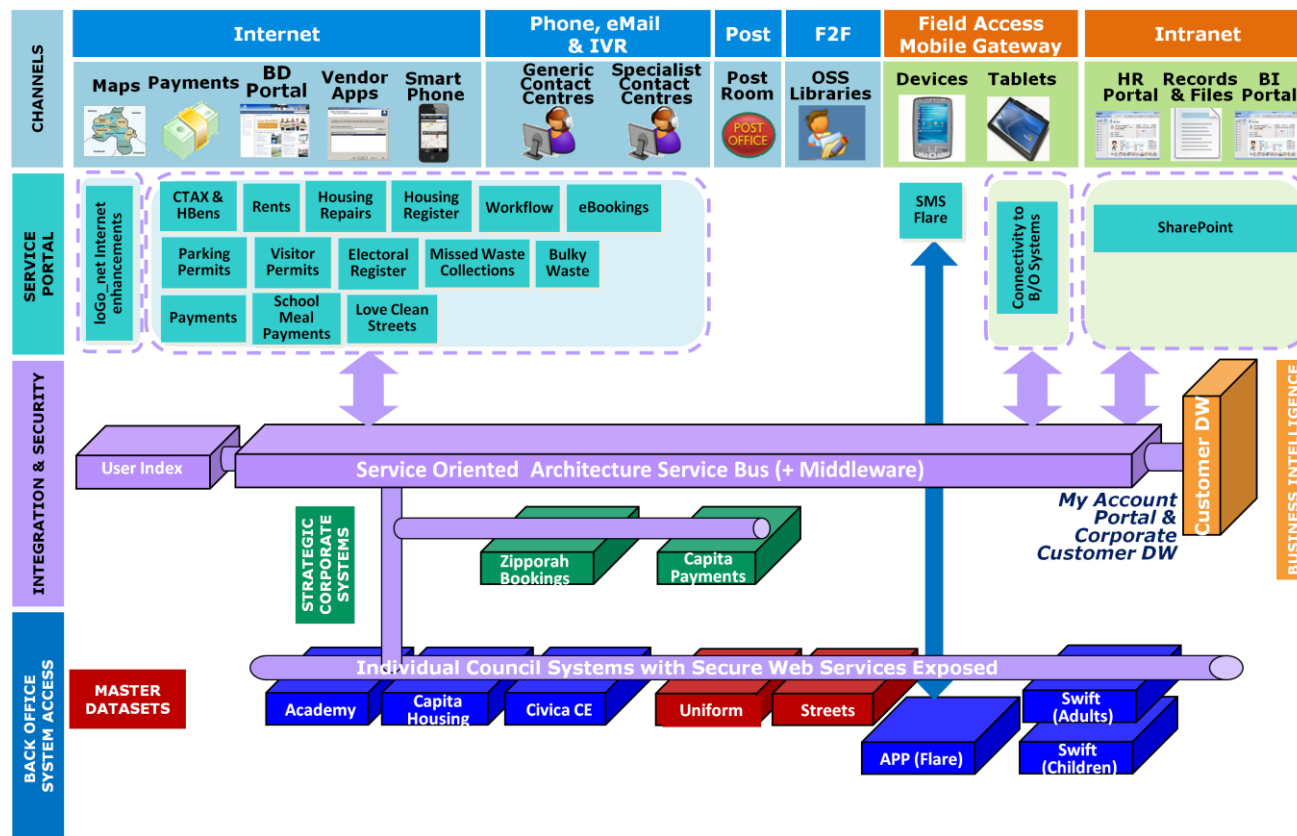 CHANNELS
Internet
Phone, eMail
& IVR
Post
F2F
Field Access
Mobile Gateway
Intranet
Maps
Payments
BD
Portal
Vendor
Apps
Smart
Phone
Generic
Contact
Centres
Specialist
Contact
Centres
Post
Room
POST
OFFICE
OSS
Libraries
Devices
Tablets
HR
Portal
Records
& Files
BI
Portal
SERVICE
PORTAL
loGo_net Internet
enhancements
CTAX &
HBens
Rents
Housing
Repairs
Housing
Register
Workflow
eBookings
Parking
Permits
Visitor
Permits
Electoral
Register
Missed Waste
Collections
Bulky
Waste
Payments
School
Meal
Payments
Love Clean
Streets
SMS
Flare
Connectivity to
B/O Systems
SharePoint
INTEGRATION & SECURITY
User Index
Service Oriented Architecture Service Bus (+ Middleware)
Customer DW
BUSINESS INTELLIGENCE
My Account
Portal &
Corporate
Customer DW
STRATEGIC
CORPORATE
SYSTEMS
Zipporah
Bookings
Capita
Payments
BACK OFFICE
SYSTEM ACCESS
MASTER
DATASETS
Individual Council Systems with Secure Web Services Exposed
Academy
Capita
Housing
Civica CE
Uniform
Streets
APP (Flare)
Swift
(Adults)
Swift
(Children)